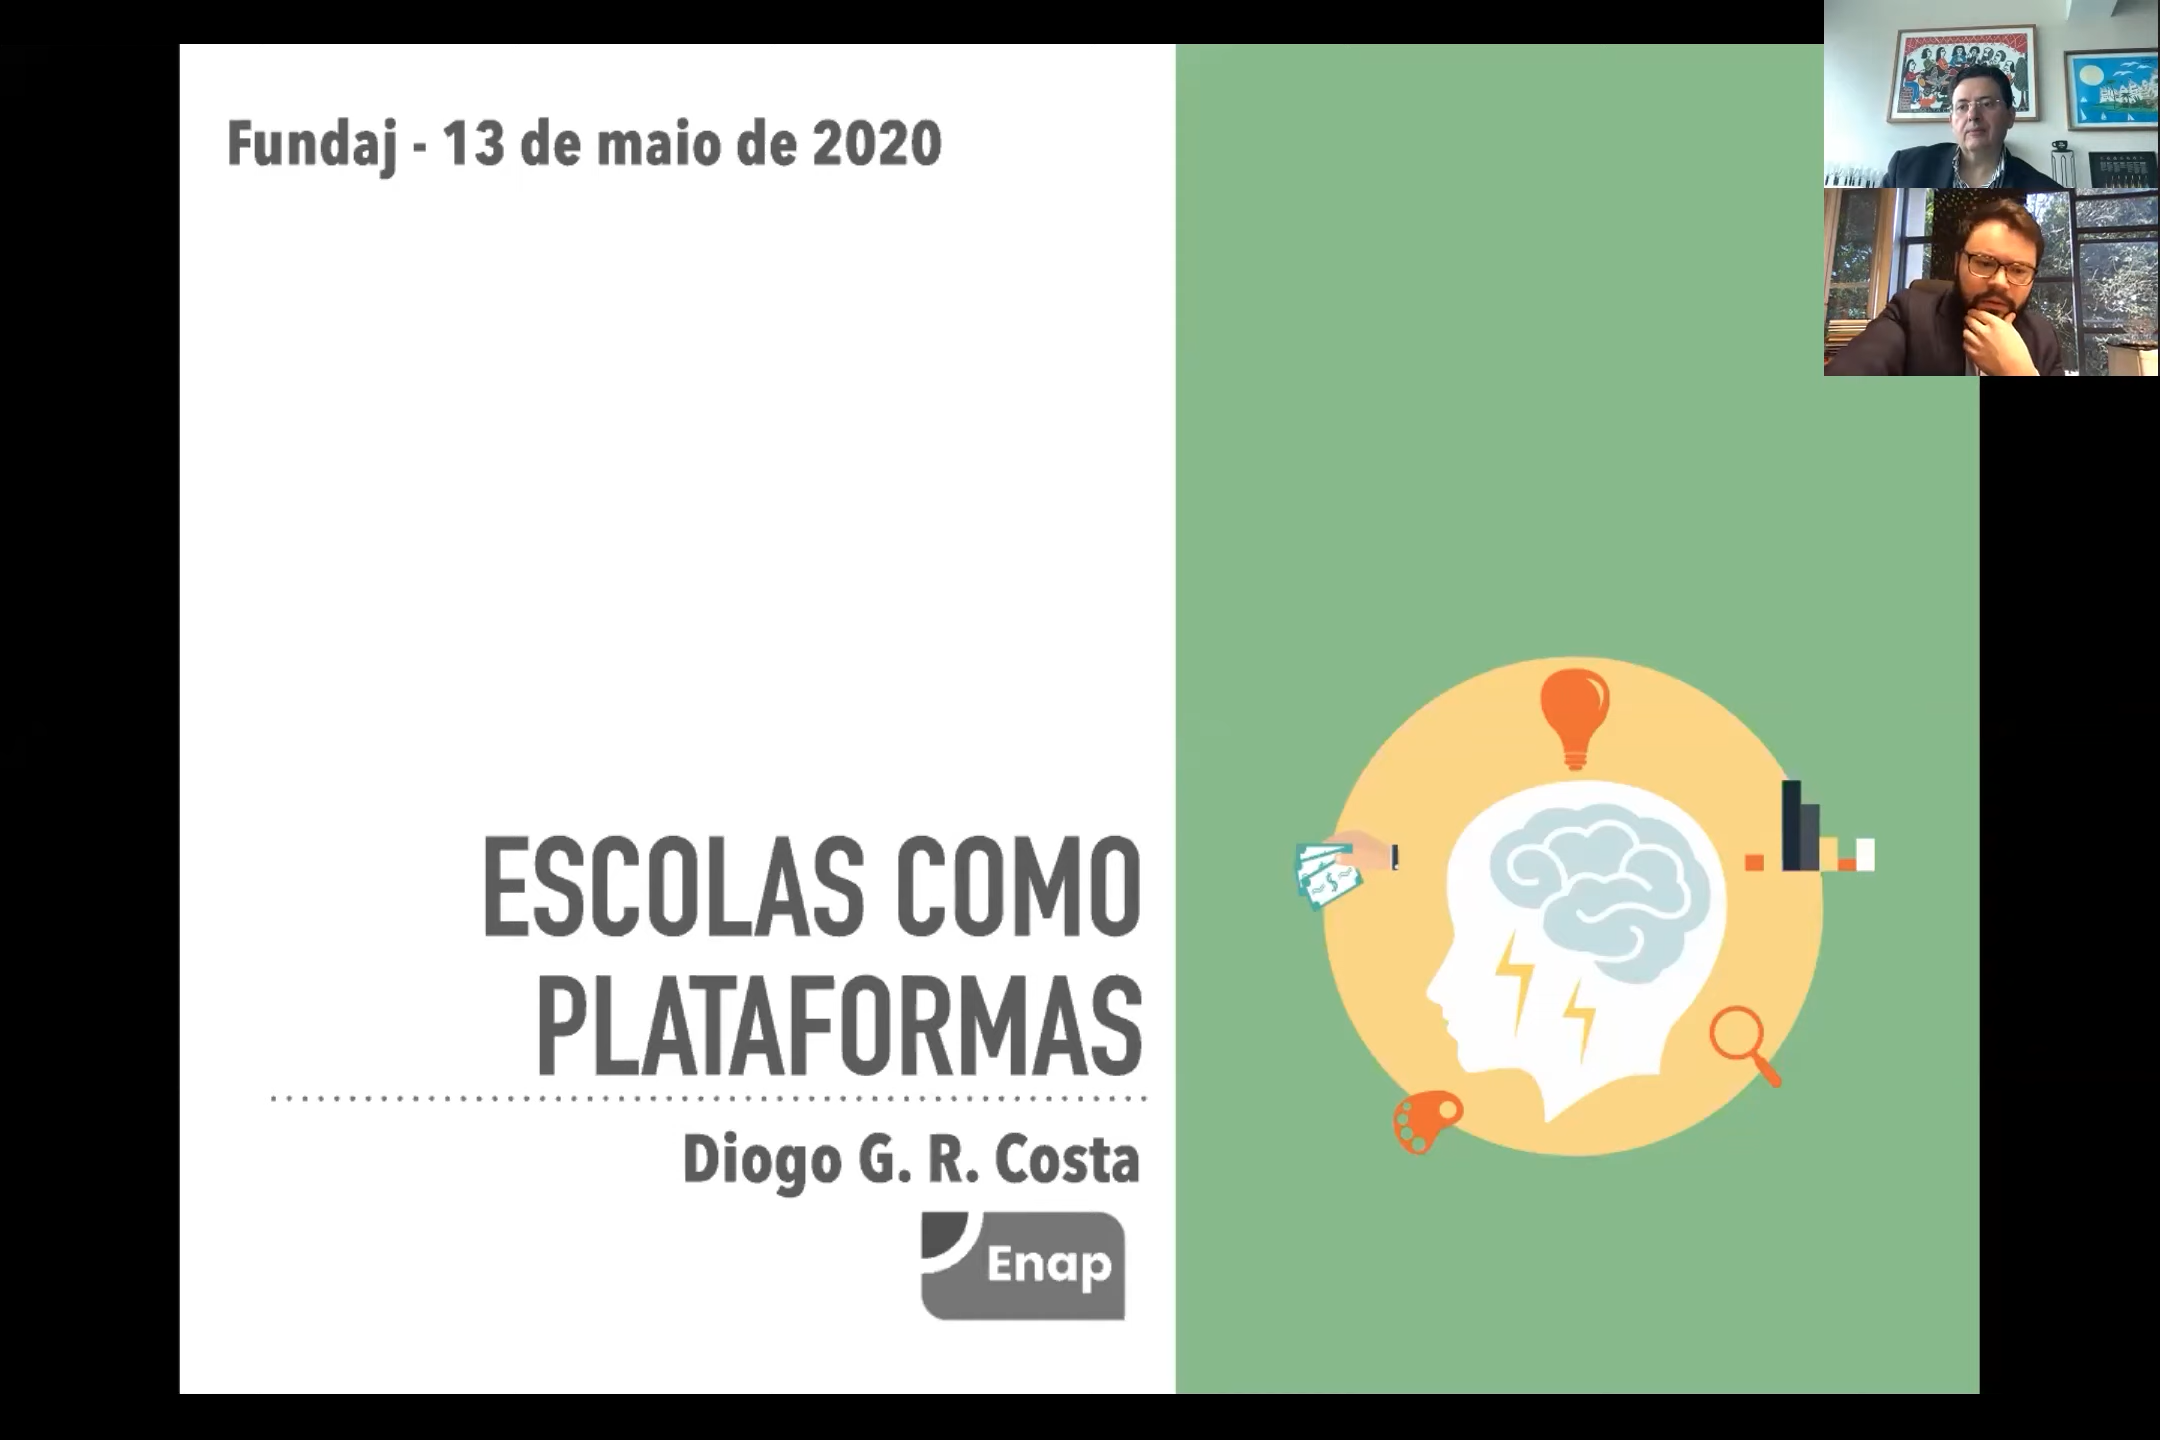 Fundaj - 13 de maio de 2020
ESCOLAS COMO
PLATAFORMAS
Diogo G. R. Costa
Enap